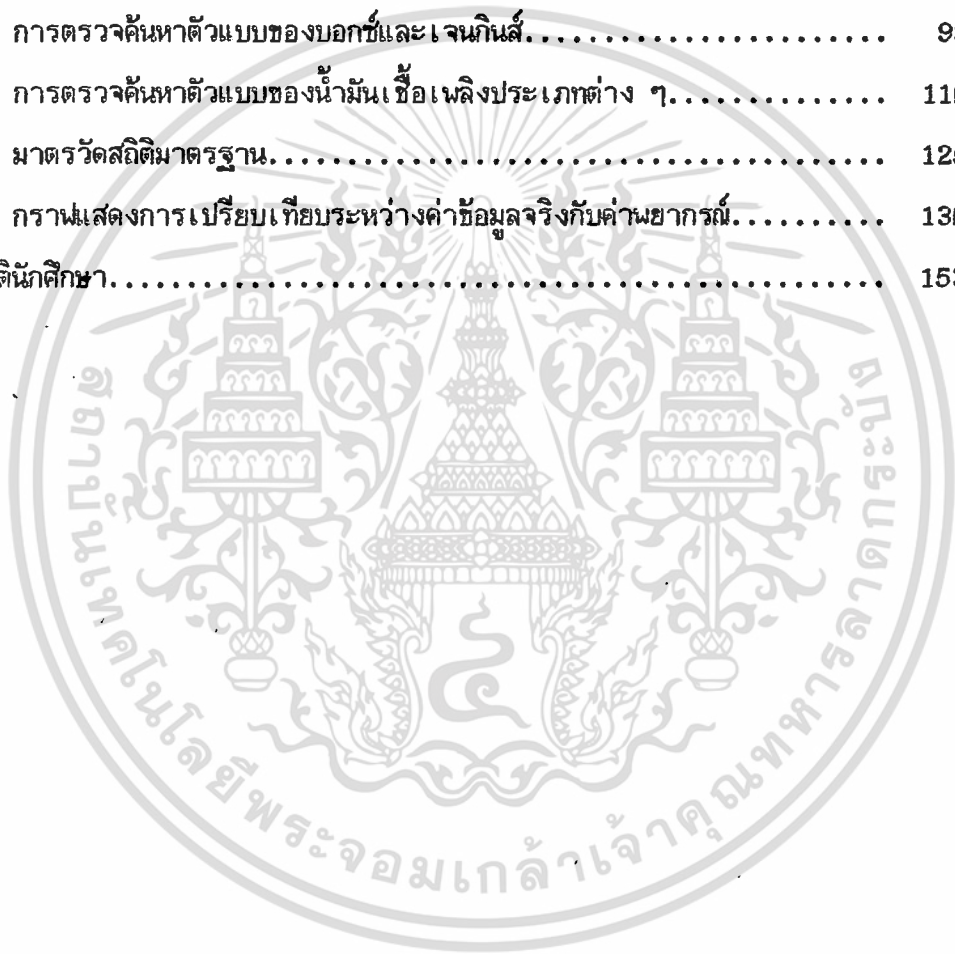 การตรวจค้นหาตัวแบบของบอกซ์และเจนกินส์........................ 9
การตรวจค้นหาตัวแบบของน้ำมันเชื้อเพลิงประเภทต่าง ๆ.............. 11
มาตรวัดสถิติมาตรฐาน..................................... 12
กราฟแสดงการเปรียบเทียบระหว่างค่าข้อมูลจริงกับค่าพยากรณ์.......... 13
ตินักศึกษา............................................... 15
สถาบันเทคโนโลยีพระจอมเกล้าเจ้าคุณทหารลาดกระบัง